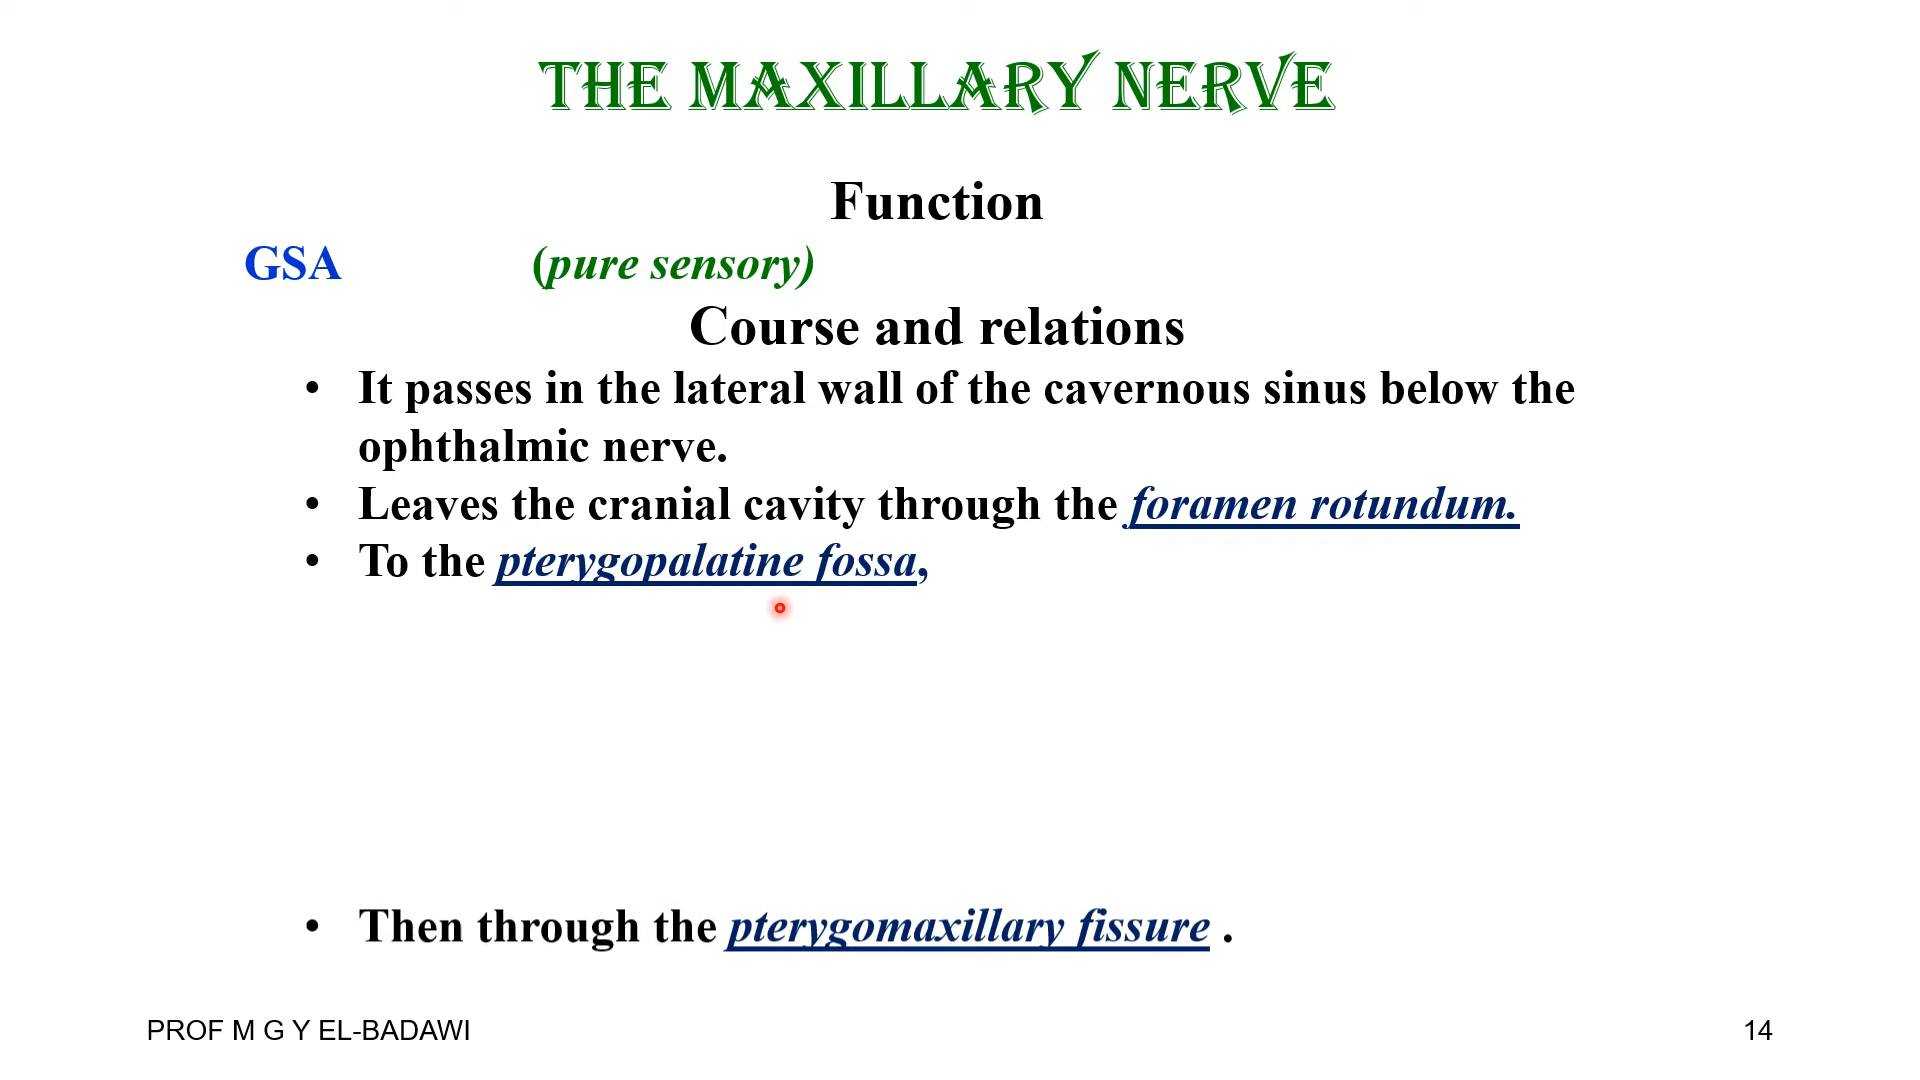 THE MAXILLARY NERVE
Function
GSA (pure sensory)
Course and relations
• It passes in the lateral wall of the cavernous sinus below the
ophthalmic nerve.
• Leaves the cranial cavity through the foramen rotundum.
• To the pterygopalatine fossa,
• Then through the pterygomaxillary fissure .
PROF M G Y EL-BADAWI 14